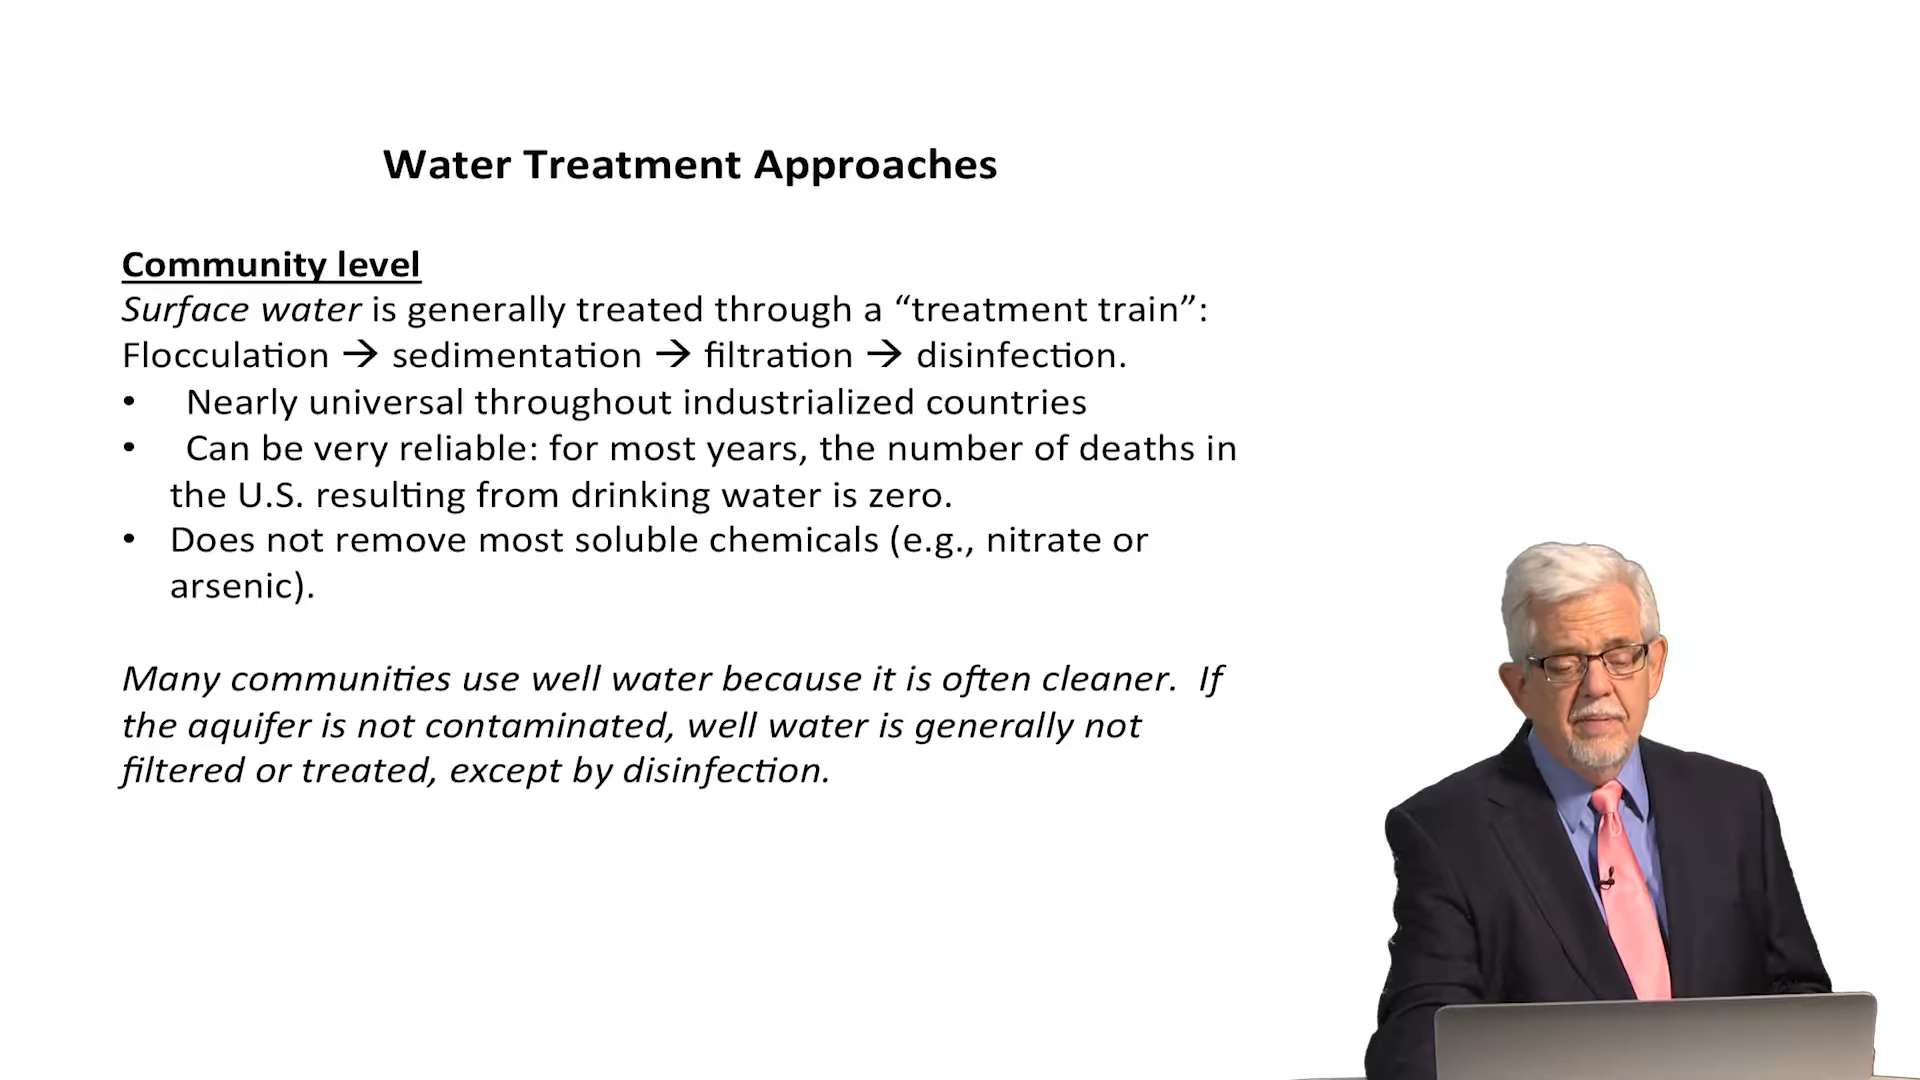 Water Treatment Approaches
Community level
Surface water is generally treated through a “treatment train”:
Flocculation → sedimentation → filtration → disinfection.
• Nearly universal throughout industrialized countries
• Can be very reliable: for most years, the number of deaths in
the U.S. resulting from drinking water is zero.
• Does not remove most soluble chemicals (e.g., nitrate or
arsenic).
Many communities use well water because it is often cleaner. If
the aquifer is not contaminated, well water is generally not
filtered or treated, except by disinfection.